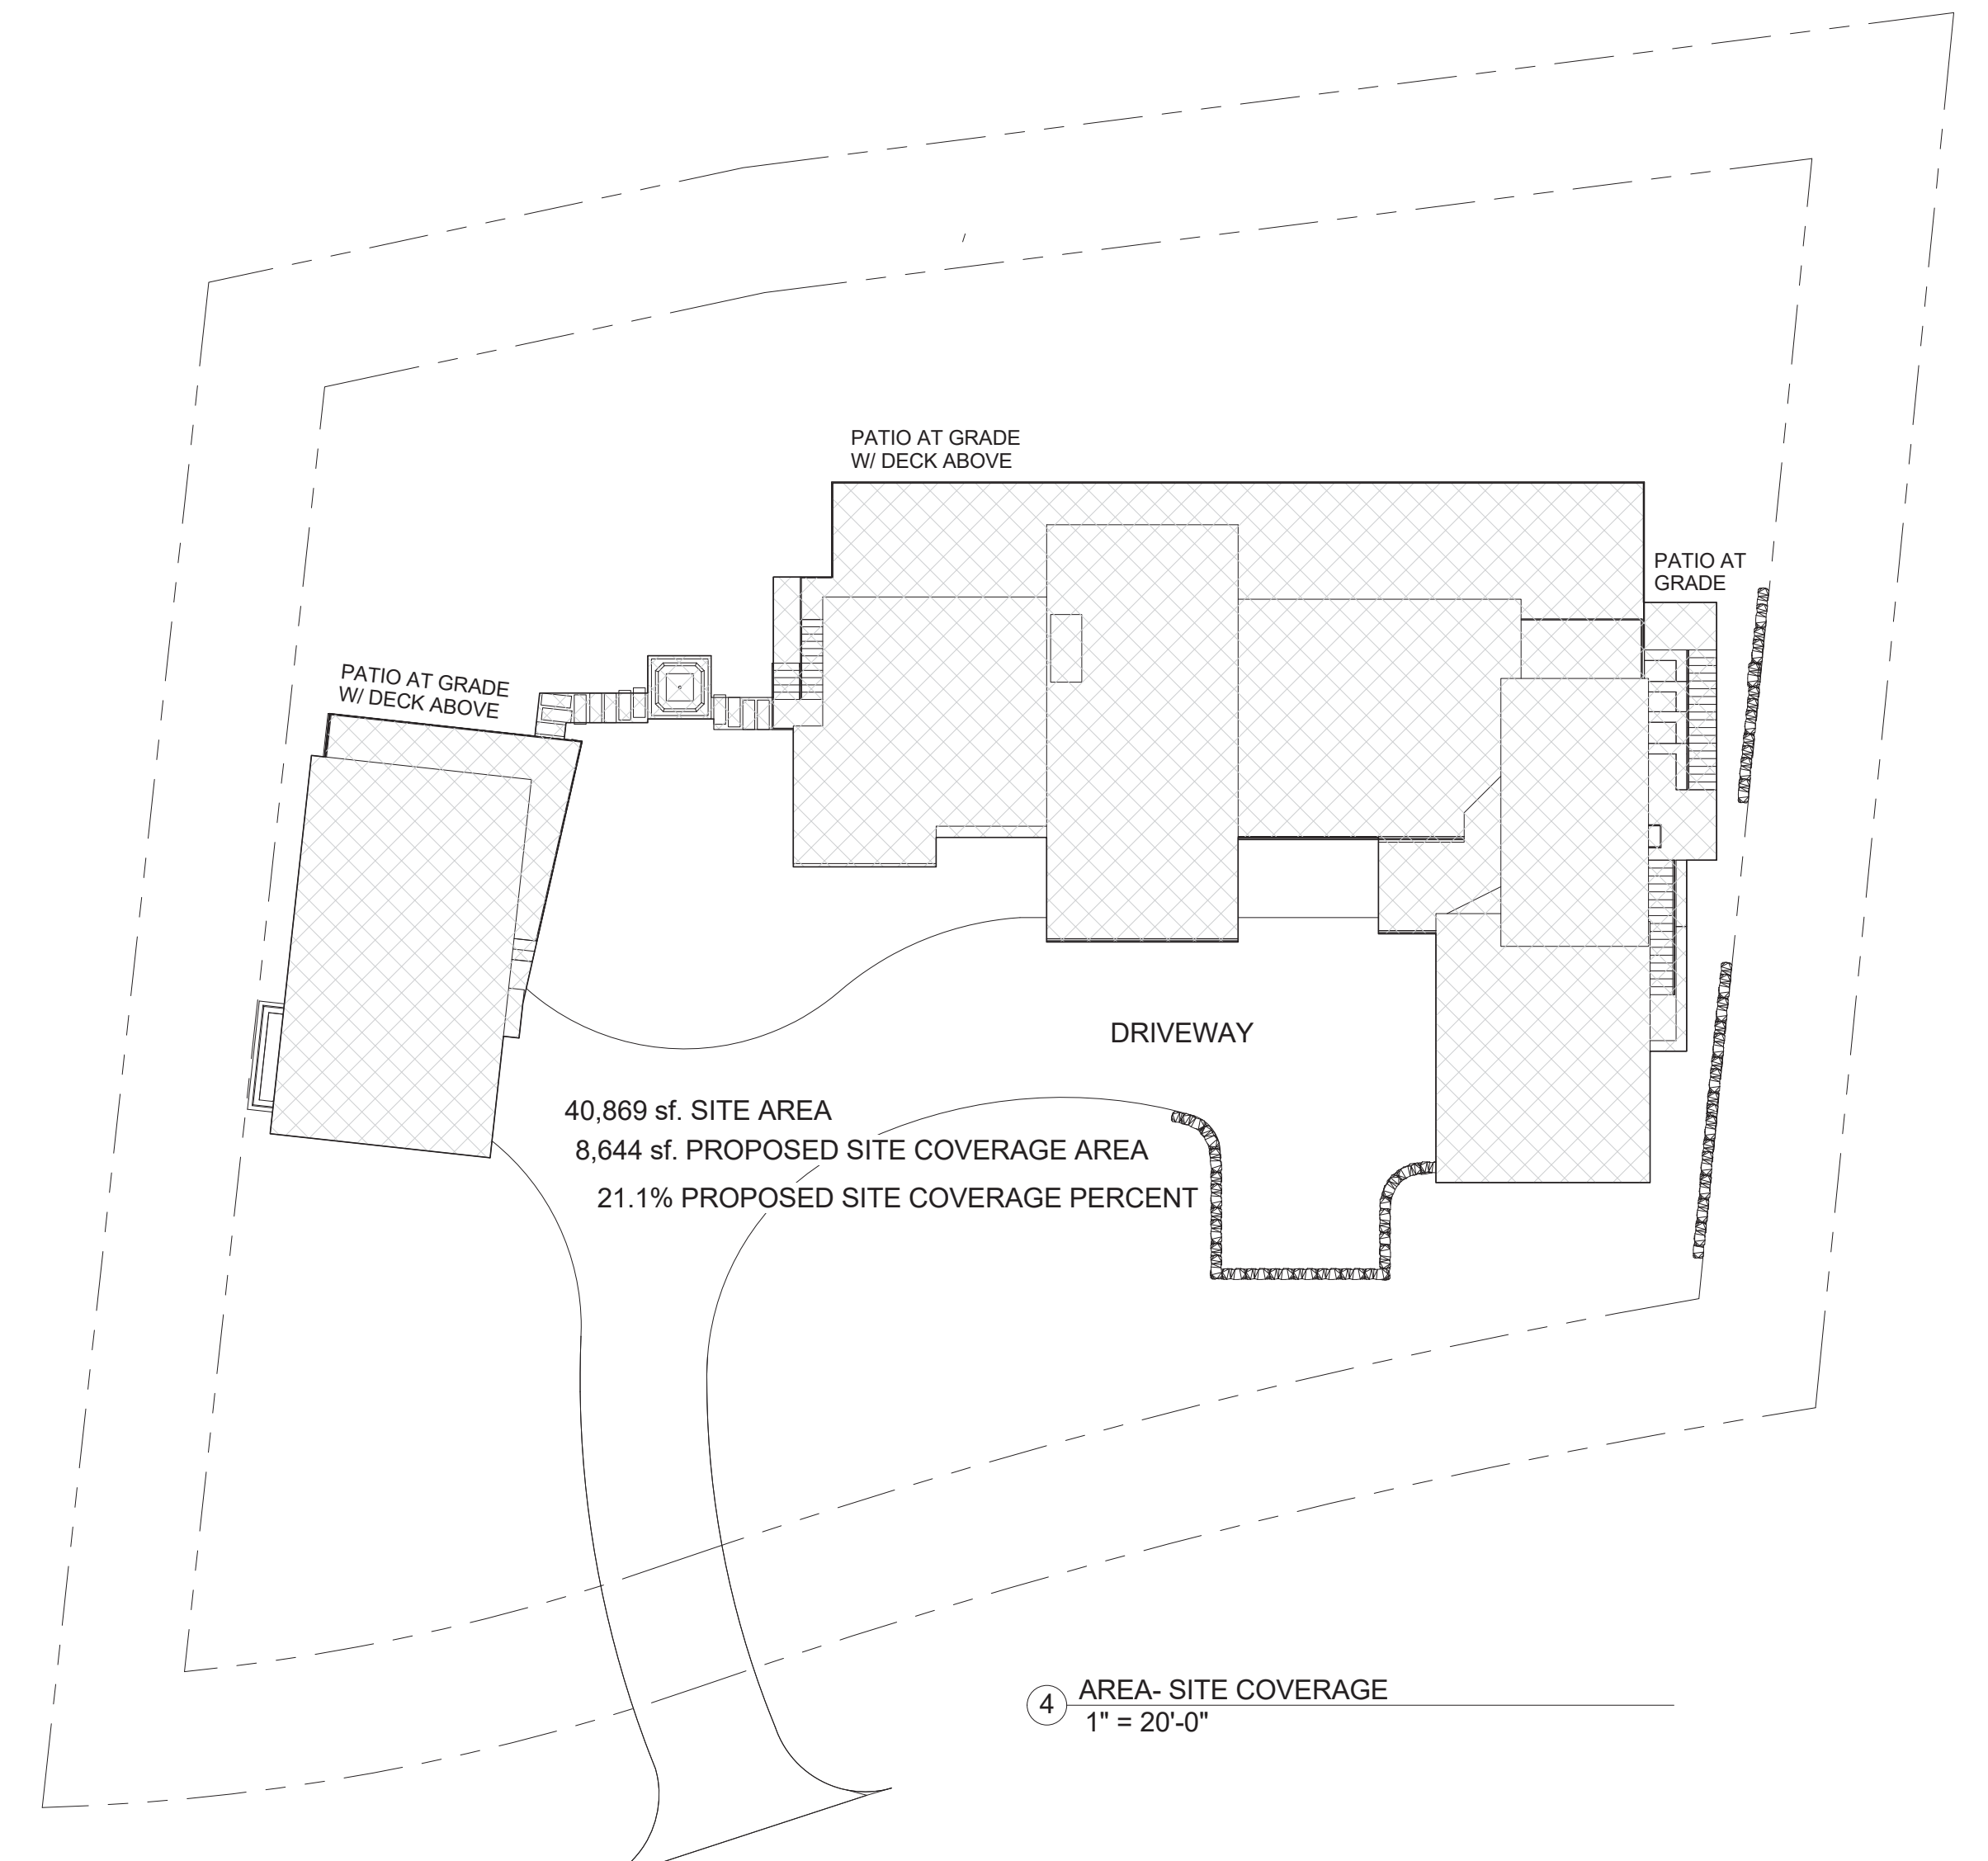 PATIO AT GRADE
W/ DECK ABOVE
PATIO AT
GRADE
PATIO AT GRADE
W/ DECK ABOVE
DRIVEWAY
40,869 sf. SITE AREA
8,644 sf. PROPOSED SITE COVERAGE AREA
21.1% PROPOSED SITE COVERAGE PERCENT
4 AREA- SITE COVERAGE
1" = 20'-0"